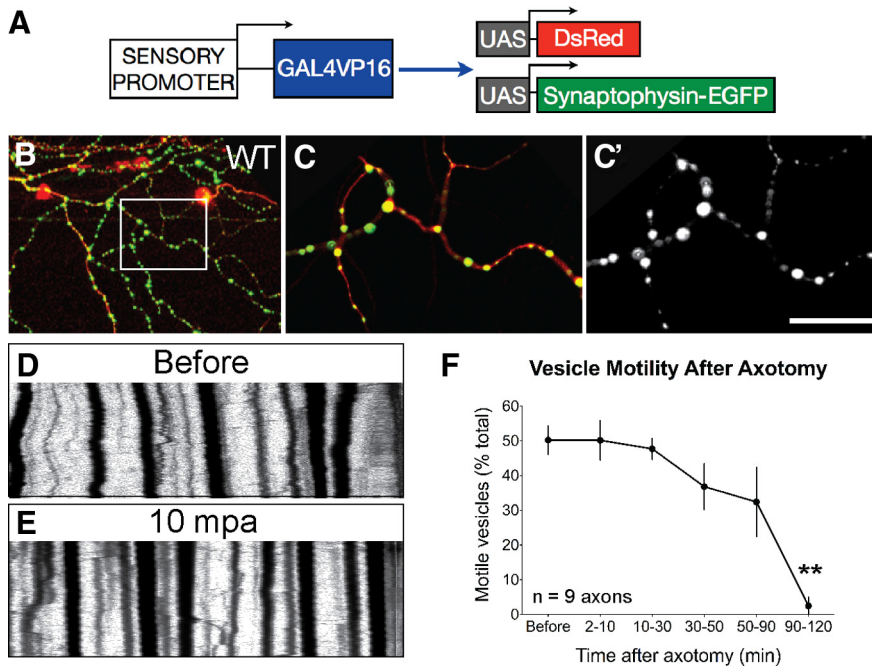 A
SENSORY
PROMOTER
GAL4VP16
UAS
DsRed
UAS
Synaptophysin-EGFP
B
WT
C
C'
D
Before
E
10 mpa
F
Vesicle Motility After Axotomy
Motile vesicles (% total)
60
50
40
30
20
10
0
**
n = 9 axons
Before
2-10
10-30
30-50
50-90
90-120
Time after axotomy (min)